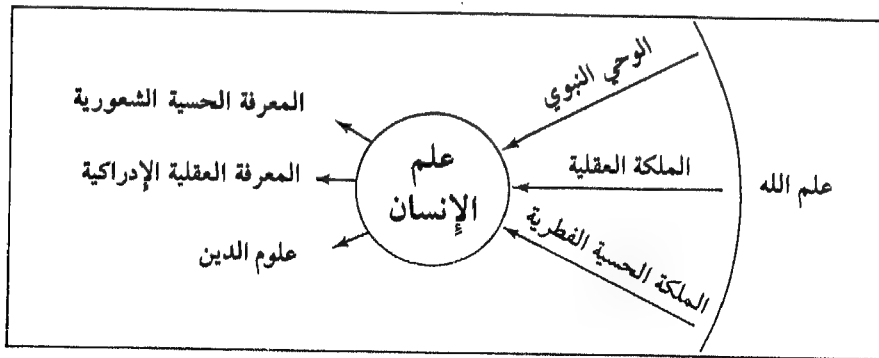 الوحي النبوي
المعرفة الحسية الشعورية
علم
الإنسان
الملكة العقلية
علم الله
المعرفة العقلية الإدراكية
الملكة الحسية الفطرية
علوم الدين